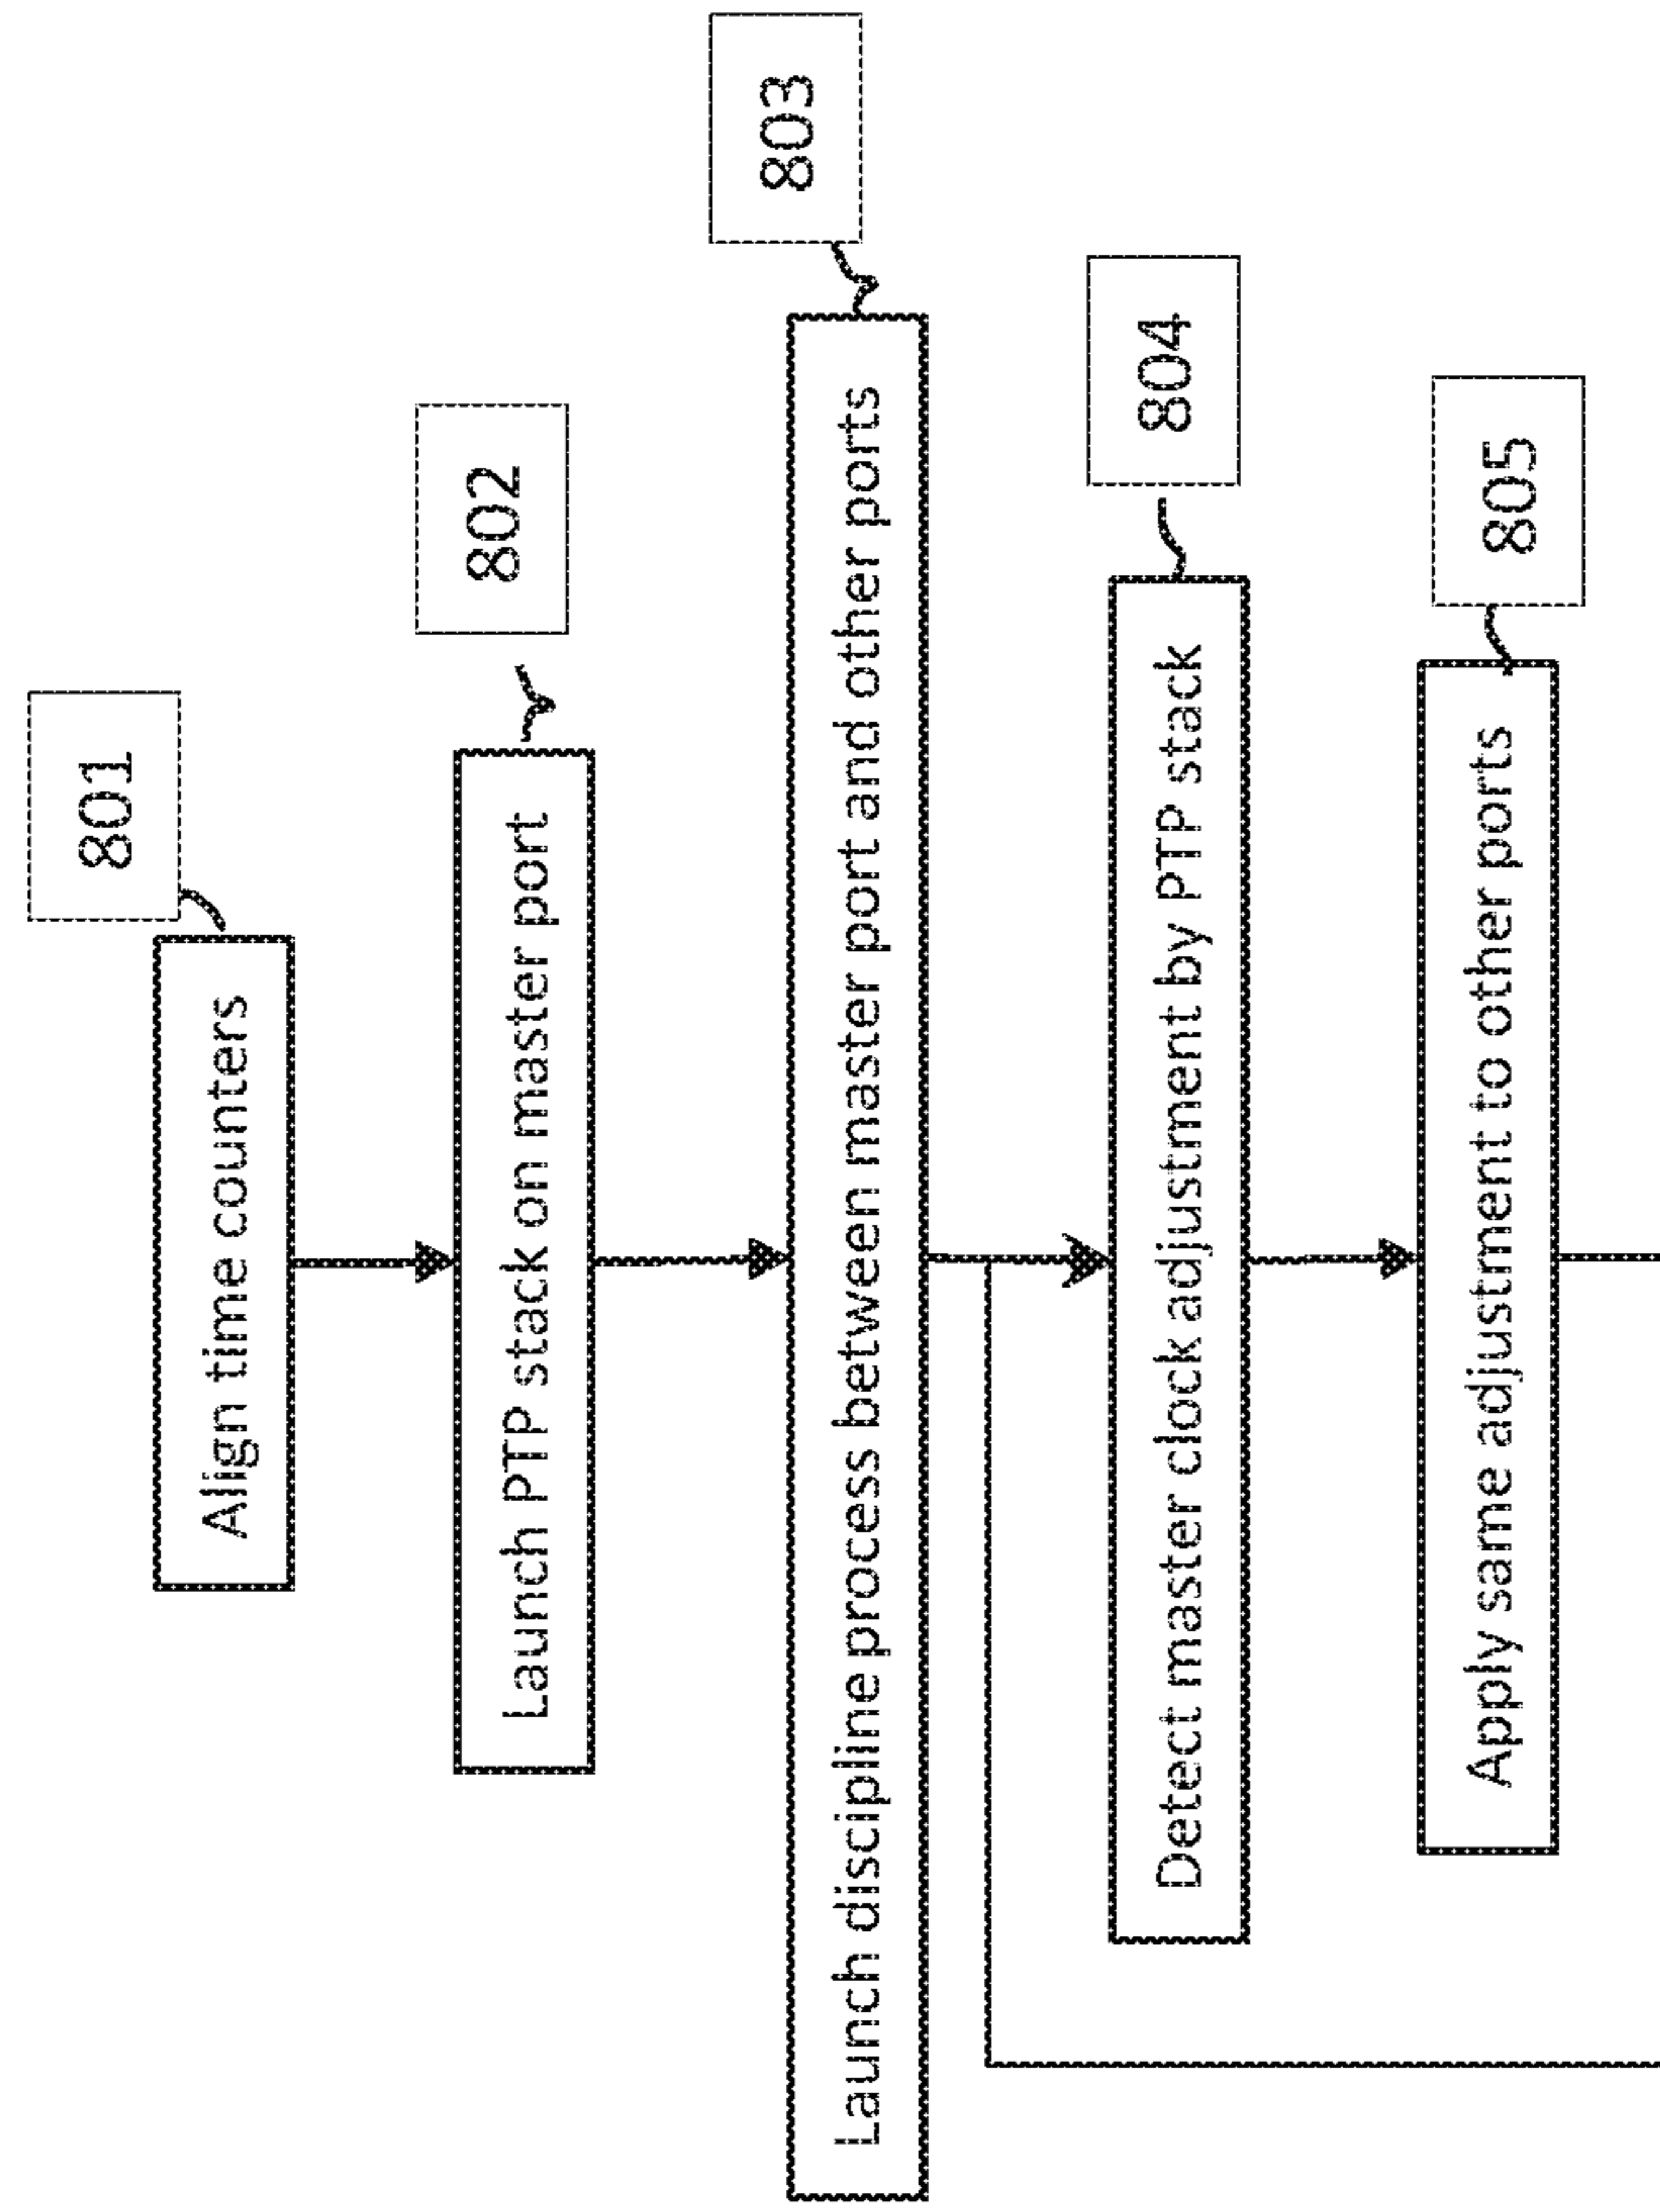 801
Align time counters
802
Launch PTP stack on master port
803
Launch discipline process between master port and other ports
804
Detect master clock adjustment by PTP stack
805
Apply same adjustment to other ports